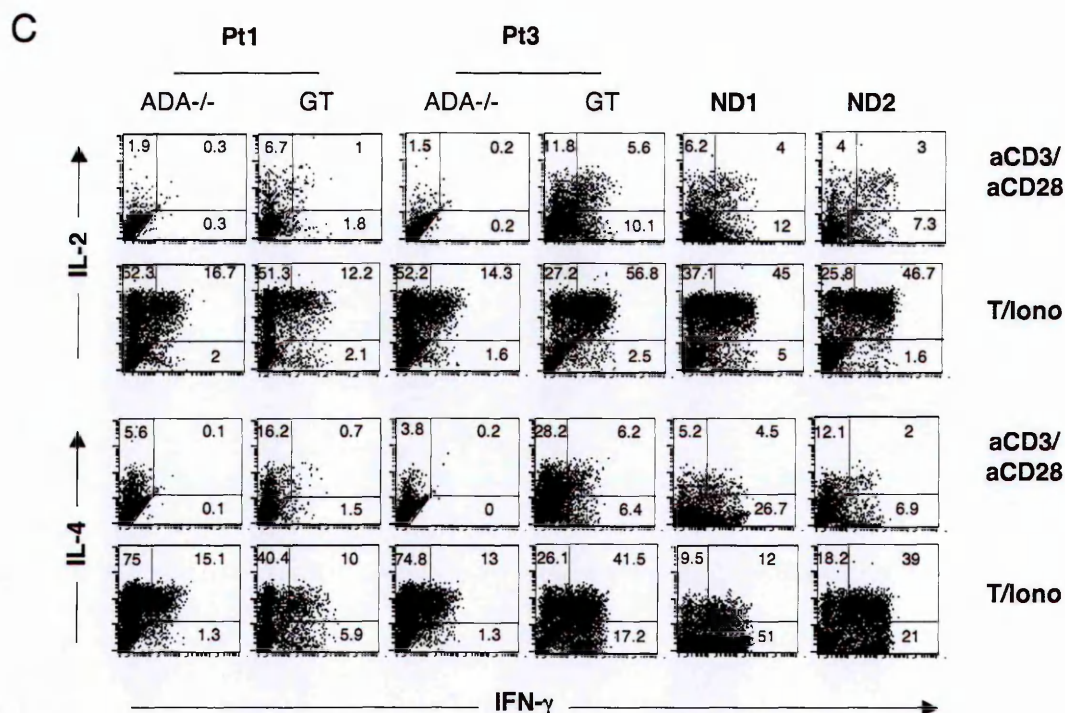 C
Pt1 Pt3
ADA-/- GT ADA-/- GT ND1 ND2
1.9 0.3 6.7 1 1.5 0.2 11.8 5.6 6.2 4 4 3
aCD3/
aCD28
0.3 1.8 0.2 10.1 12 7.3
IL-2
52.3 16.7 51.3 12.2 52.2 14.3 27.2 56.8 37.1 45 25.8 46.7
T/Iono
2 2.1 1.6 2.5 5 1.6
5.6 0.1 16.2 0.7 3.8 0.2 28.2 6.2 5.2 4.5 12.1 2
aCD3/
aCD28
0.1 1.5 0 6.4 26.7 6.9
IL-4
75 15.1 40.4 10 74.8 13 26.1 41.5 9.5 12 18.2 39
T/Iono
1.3 5.9 1.3 17.2 51 21
IFN-γ